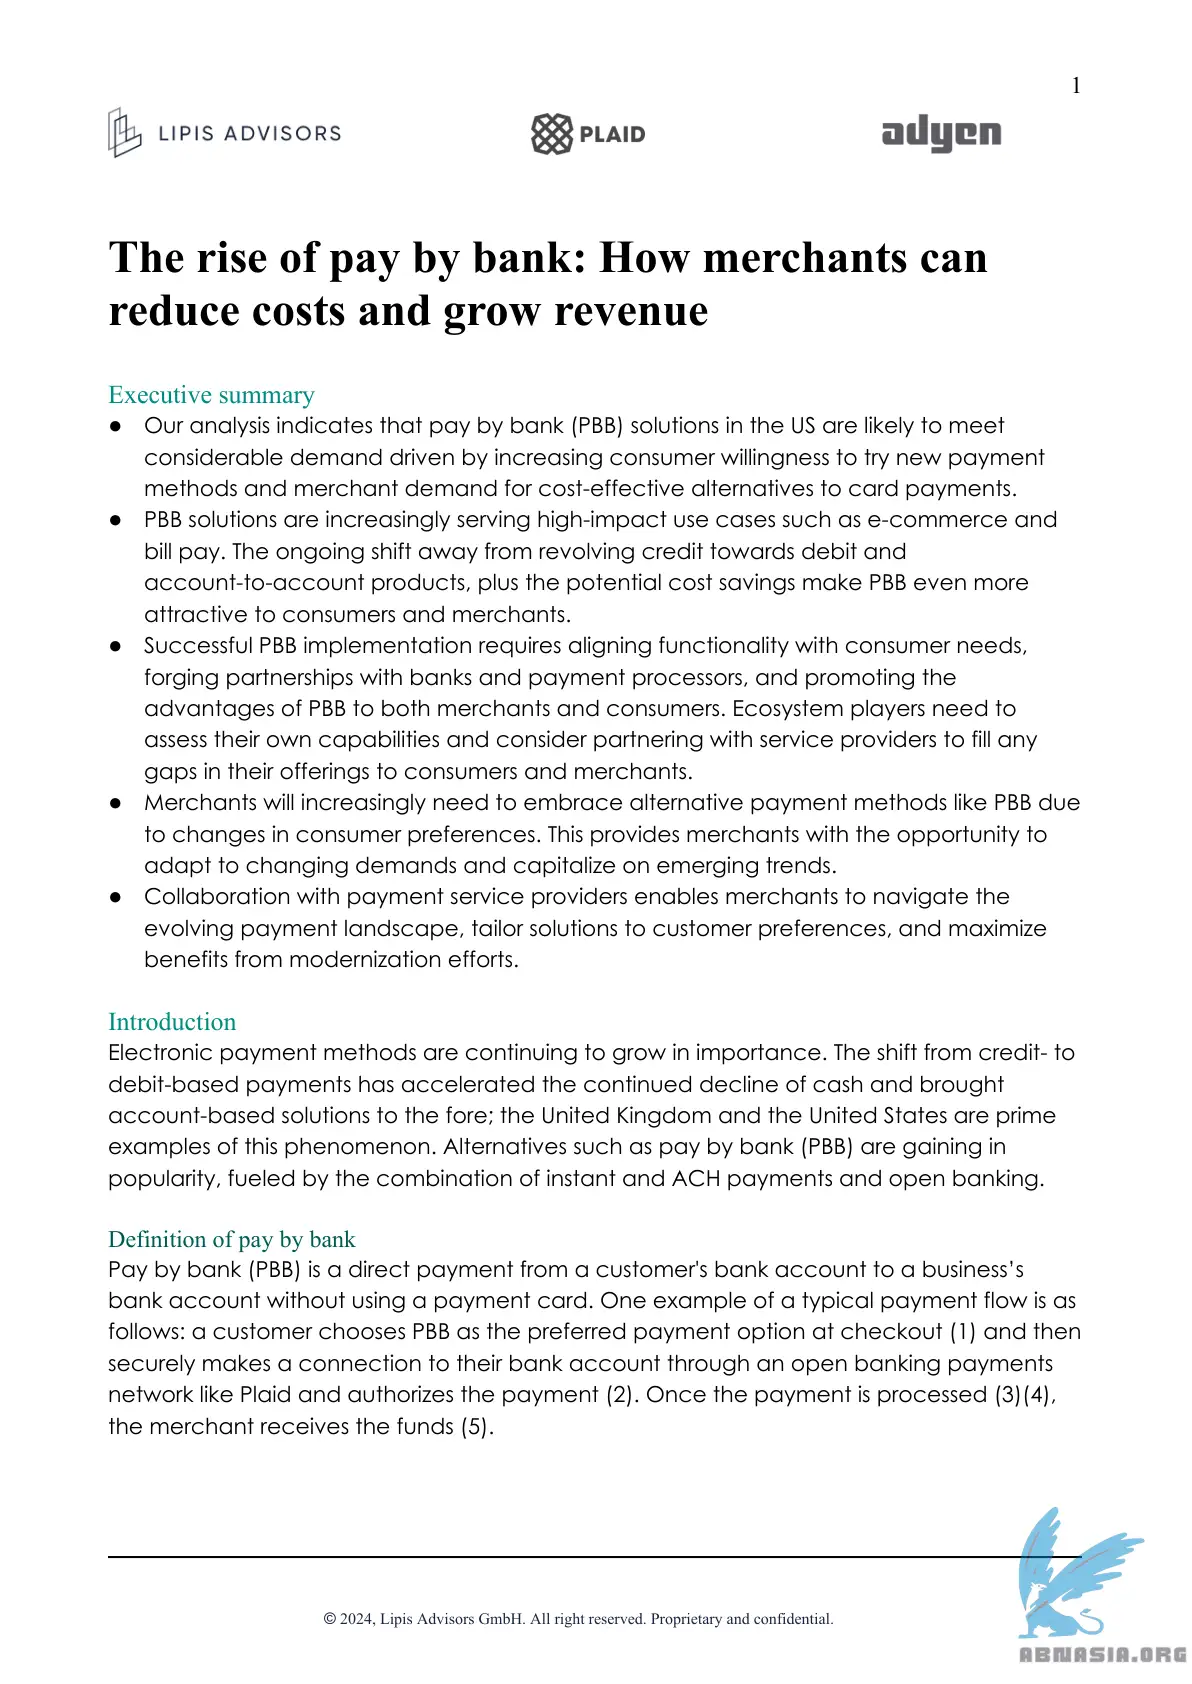 1
LIPIS ADVISORS
PLAID
adyen
The rise of pay by bank: How merchants can
reduce costs and grow revenue
Executive summary
● Our analysis indicates that pay by bank (PBB) solutions in the US are likely to meet
considerable demand driven by increasing consumer willingness to try new payment
methods and merchant demand for cost-effective alternatives to card payments.
● PBB solutions are increasingly serving high-impact use cases such as e-commerce and
bill pay. The ongoing shift away from revolving credit towards debit and
account-to-account products, plus the potential cost savings make PBB even more
attractive to consumers and merchants.
● Successful PBB implementation requires aligning functionality with consumer needs,
forging partnerships with banks and payment processors, and promoting the
advantages of PBB to both merchants and consumers. Ecosystem players need to
assess their own capabilities and consider partnering with service providers to fill any
gaps in their offerings to consumers and merchants.
● Merchants will increasingly need to embrace alternative payment methods like PBB due
to changes in consumer preferences. This provides merchants with the opportunity to
adapt to changing demands and capitalize on emerging trends.
● Collaboration with payment service providers enables merchants to navigate the
evolving payment landscape, tailor solutions to customer preferences, and maximize
benefits from modernization efforts.
Introduction
Electronic payment methods are continuing to grow in importance. The shift from credit- to
debit-based payments has accelerated the continued decline of cash and brought
account-based solutions to the fore; the United Kingdom and the United States are prime
examples of this phenomenon. Alternatives such as pay by bank (PBB) are gaining in
popularity, fueled by the combination of instant and ACH payments and open banking.
Definition of pay by bank
Pay by bank (PBB) is a direct payment from a customer's bank account to a business’s
bank account without using a payment card. One example of a typical payment flow is as
follows: a customer chooses PBB as the preferred payment option at checkout (1) and then
securely makes a connection to their bank account through an open banking payments
network like Plaid and authorizes the payment (2). Once the payment is processed (3)(4),
the merchant receives the funds (5).
© 2024, Lipis Advisors GmbH. All right reserved. Proprietary and confidential.
ABNASIA.ORG